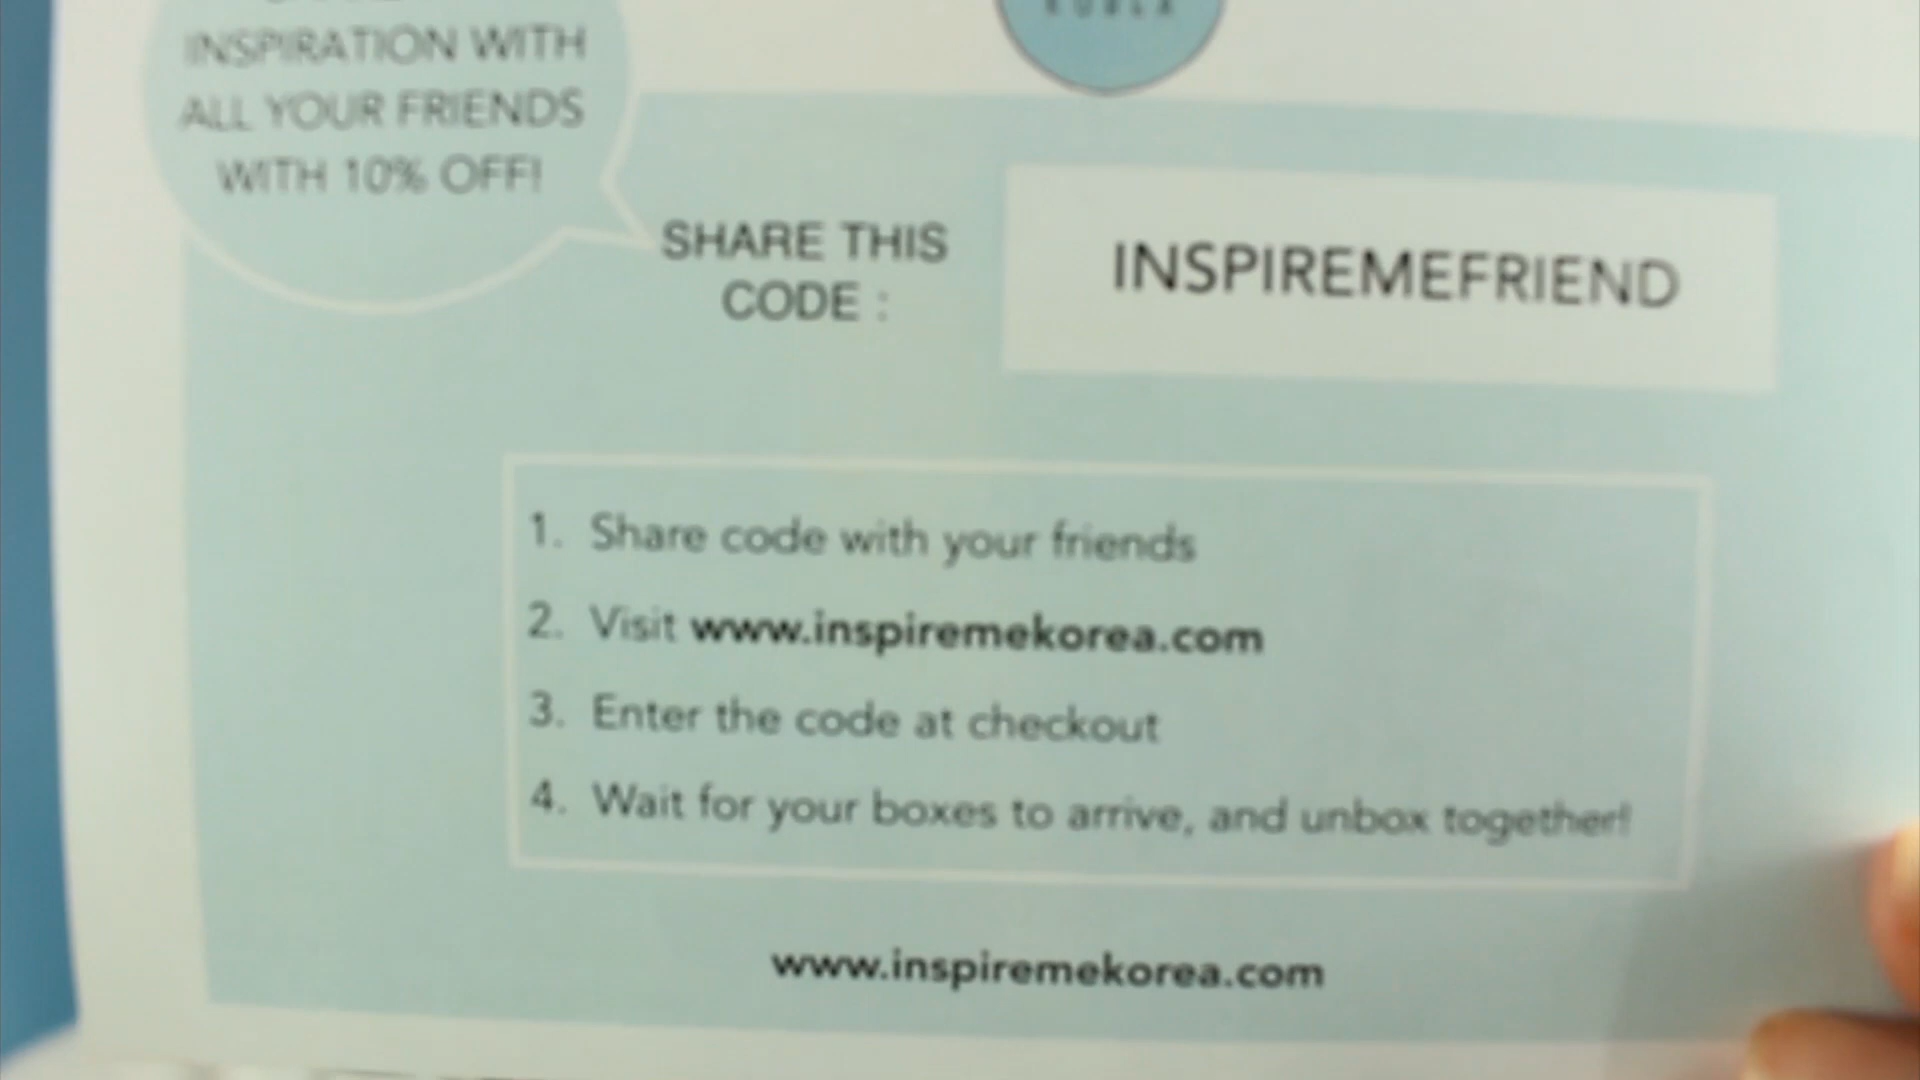 INSPIRATION WITH
ALL YOUR FRIENDS
WITH 10% OFF!
KOREA
SHARE THIS
CODE :
INSPIREMEFRIEND
1. Share code with your friends
2. Visit www.inspiremekorea.com
3. Enter the code at checkout
4. Wait for your boxes to arrive, and unbox together!
www.inspiremekorea.com